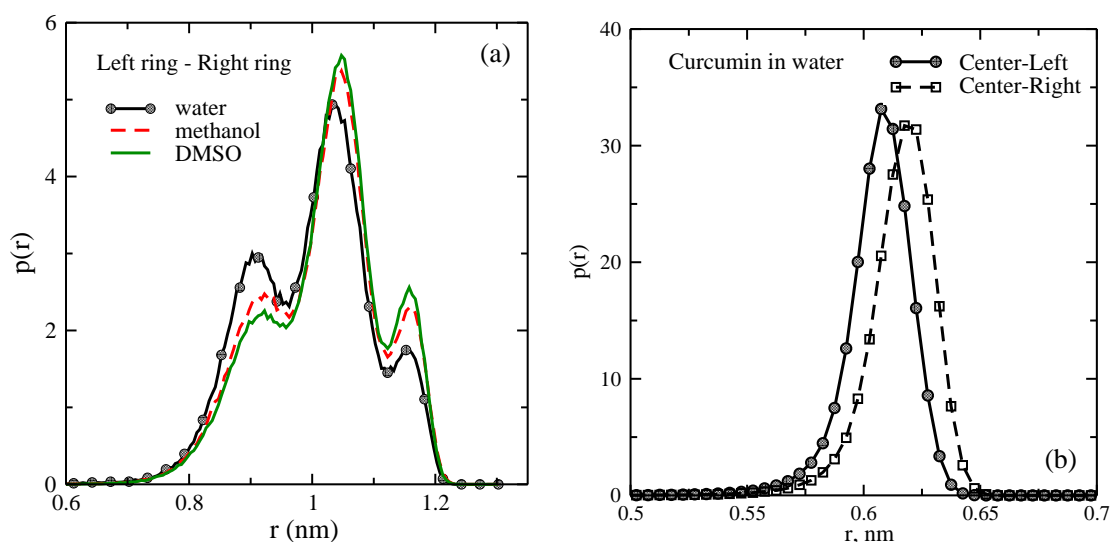 6
4
2
0
p(r)
Left ring - Right ring
(a)
water
methanol
DMSO
0.6
0.8
1
1.2
r (nm)
40
30
20
10
0
p(r)
Curcumin in water
Center-Left
Center-Right
(b)
0.5
0.55
0.6
0.65
0.7
r, nm